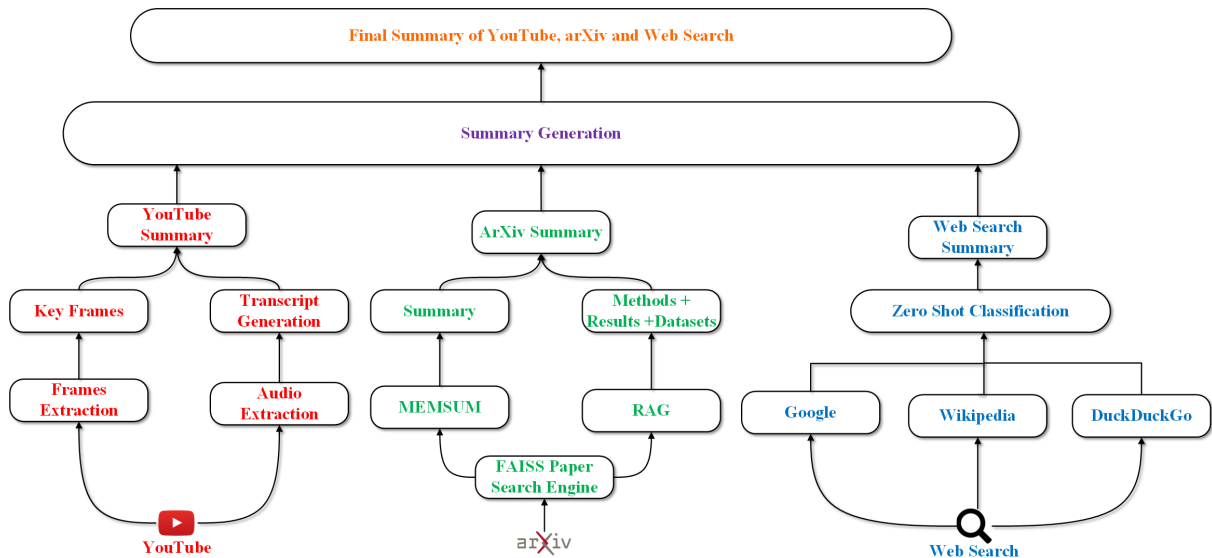 Final Summary of YouTube, arXiv and Web Search
Summary Generation
YouTube
Summary
ArXiv Summary
Web Search
Summary
Key Frames
Transcript
Generation
Summary
Methods +
Results +Datasets
Zero Shot Classification
Frames
Extraction
Audio
Extraction
MEMSUM
RAG
Google
Wikipedia
DuckDuckGo
FAISS Paper
Search Engine
YouTube
arXiv
Web Search